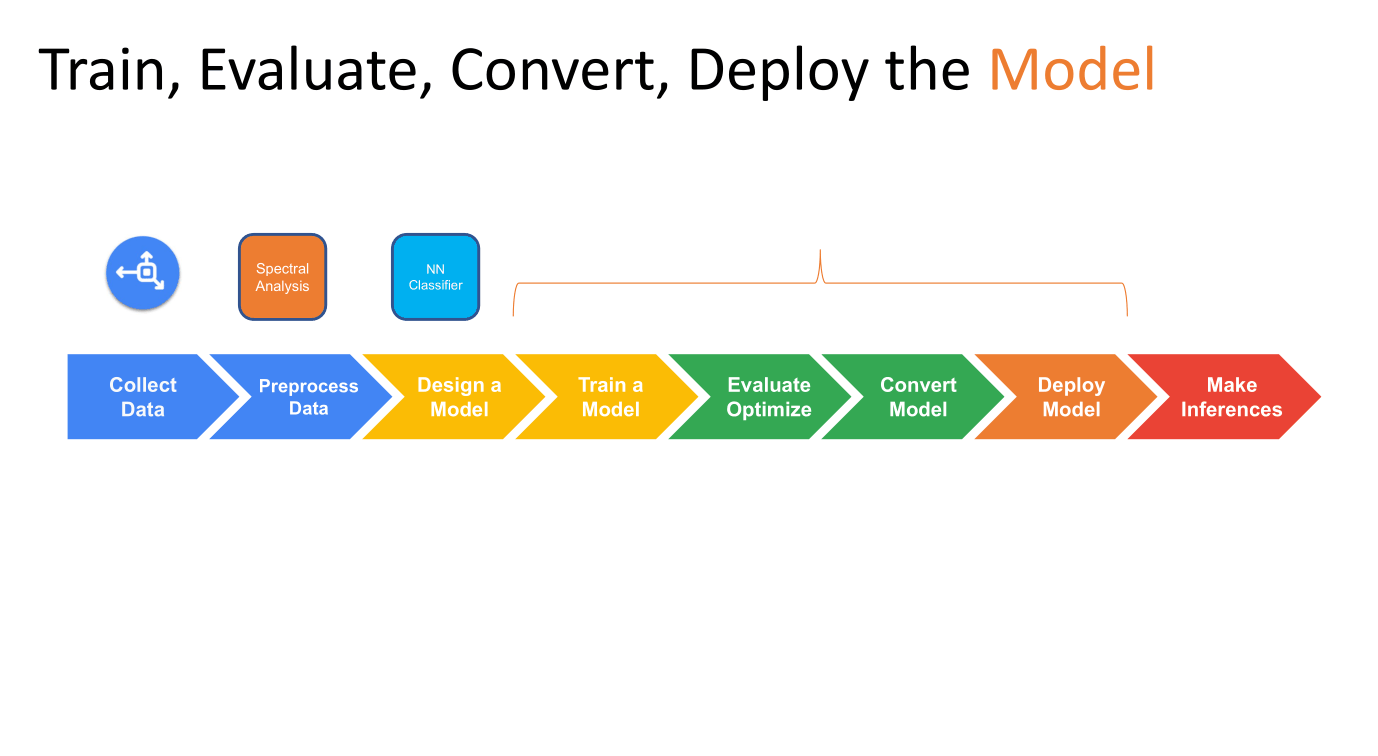 Train, Evaluate, Convert, Deploy the Model
Spectral
Analysis
NN
Classifier
Collect
Data
Preprocess
Data
Design a
Model
Train a
Model
Evaluate
Optimize
Convert
Model
Deploy
Model
Make
Inferences